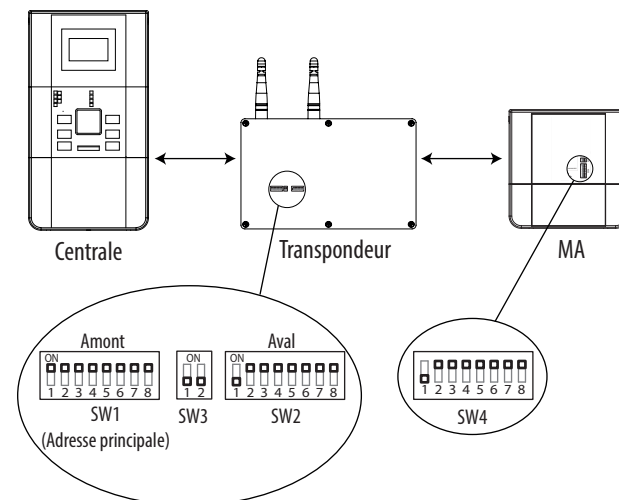 Centrale
Transpondeur
MA
Amont
Aval
ON
ON
ON
1 2 3 4 5 6 7 8
1 2
1 2 3 4 5 6 7 8
1 2 3 4 5 6 7 8
SW1
SW3
SW2
SW4
(Adresse principale)